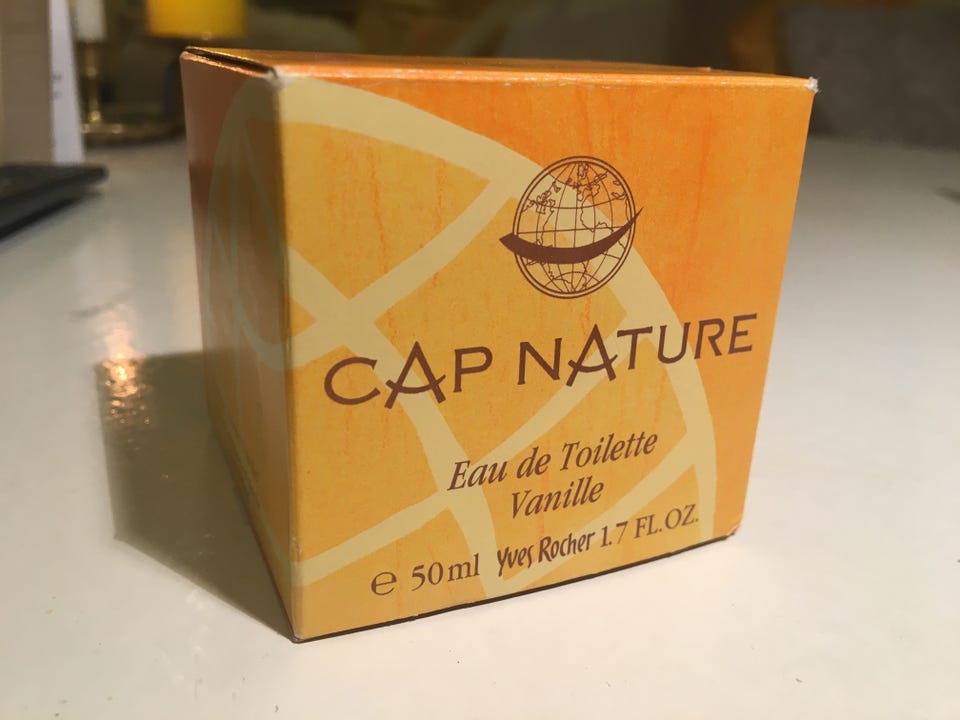 CAP NATURE
Eau de Toilette
Vanille
℮ 50ml Yves Rocher 1.7 FL.OZ.